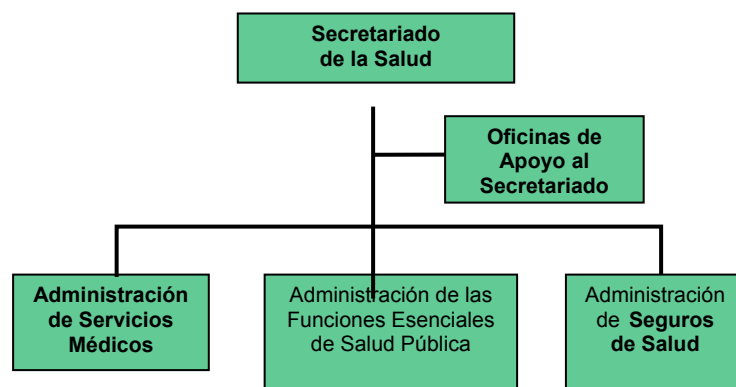 Secretariado
de la Salud
Oficinas de
Apoyo al
Secretariado
Administración
de Servicios
Médicos
Administración de las
Funciones Esenciales
de Salud Pública
Administración
de Seguros
de Salud